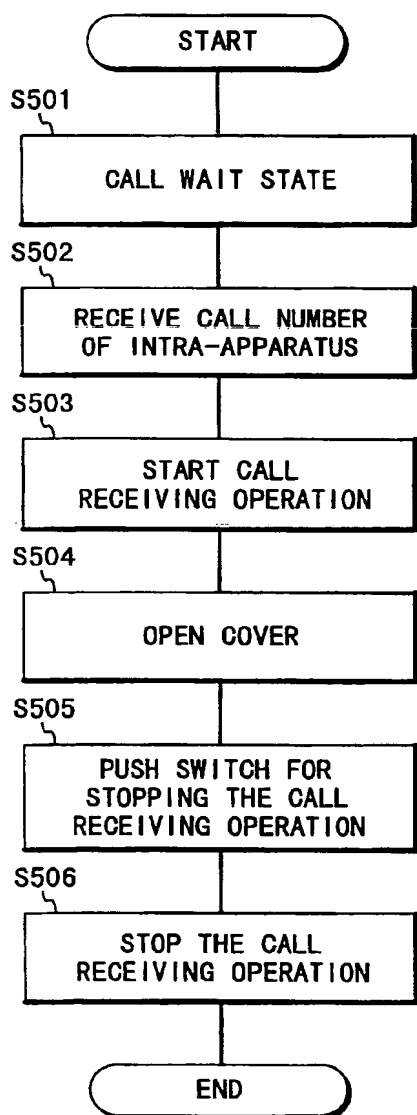 START
S501
CALL WAIT STATE
S502
RECEIVE CALL NUMBER
OF INTRA-APPARATUS
S503
START CALL
RECEIVING OPERATION
S504
OPEN COVER
S505
PUSH SWITCH FOR
STOPPING THE CALL
RECEIVING OPERATION
S506
STOP THE CALL
RECEIVING OPERATION
END